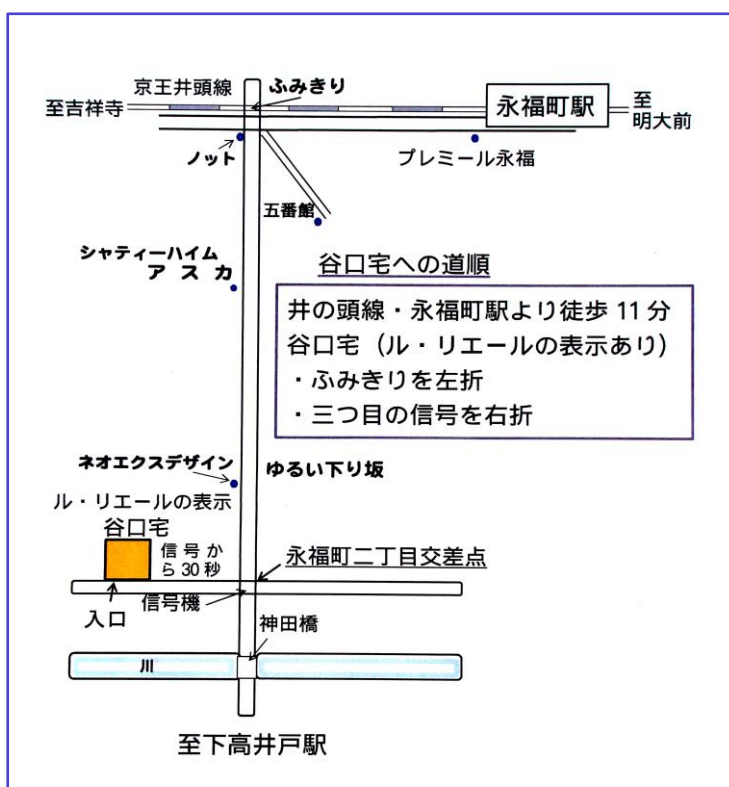 京王井頭線
ふみきり
至吉祥寺
永福町駅
至
明大前
ノット
プレミール永福
五番館
シャティーハイム
アスカ
谷口宅への道順
井の頭線・永福町駅より徒歩 11 分
谷口宅（ル・リエールの表示あり）
・ふみきりを左折
・三つ目の信号を右折
ネオエクスデザイン
ゆるい下り坂
ル・リエールの表示
谷口宅
信号か
ら30秒
永福町二丁目交差点
入口
信号機
神田橋
川
至下高井戸駅